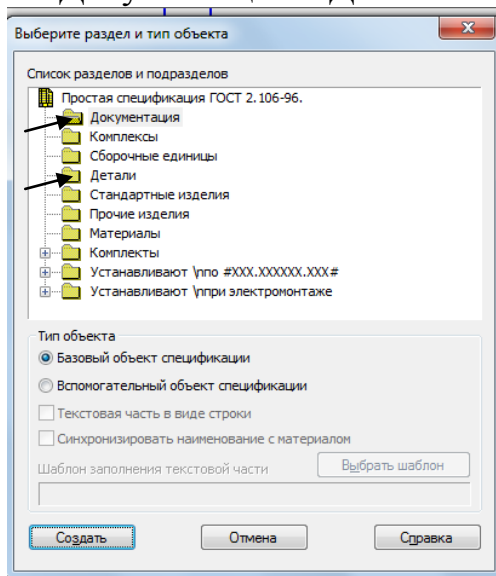 Выберите раздел и тип объекта
Список разделов и подразделов
Простая спецификация ГОСТ 2.106-96.
Документация
Комплексы
Сборочные единицы
Детали
Стандартные изделия
Прочие изделия
Материалы
Комплекты
Устанавливают \nпо #XXX.XXXXXX.XXX#
Устанавливают \nпри электромонтаже
Тип объекта
Базовый объект спецификации
Вспомогательный объект спецификации
Текстовая часть в виде строки
Синхронизировать наименование с материалом
Шаблон заполнения текстовой части
Выбрать шаблон
Создать
Отмена
Справка